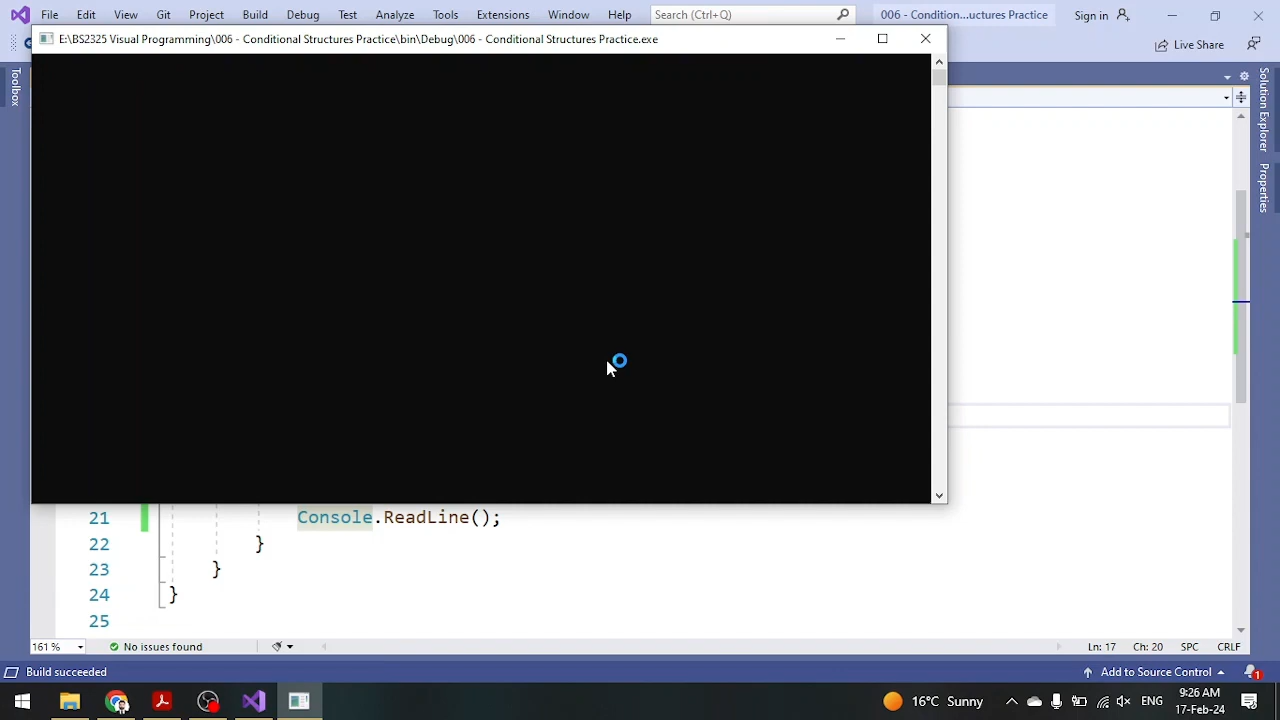 File Edit View Git Project Build Debug Test Analyze Tools Extensions Window Help Search (Ctrl+Q) 006 - Condition...uctures Practice Sign in
E:\BS2325 Visual Programming\006 - Conditional Structures Practice\bin\Debug\006 - Conditional Structures Practice.exe
Live Share
Toolbox
Solution Explorer
Properties
21 Console.ReadLine();
22 }
23 }
24 }
25
161 % No issues found Ln: 17 Ch: 20 SPC CRLF
Build succeeded Add to Source Control 1
16°C Sunny ENG 9:26 AM
17-Feb-24